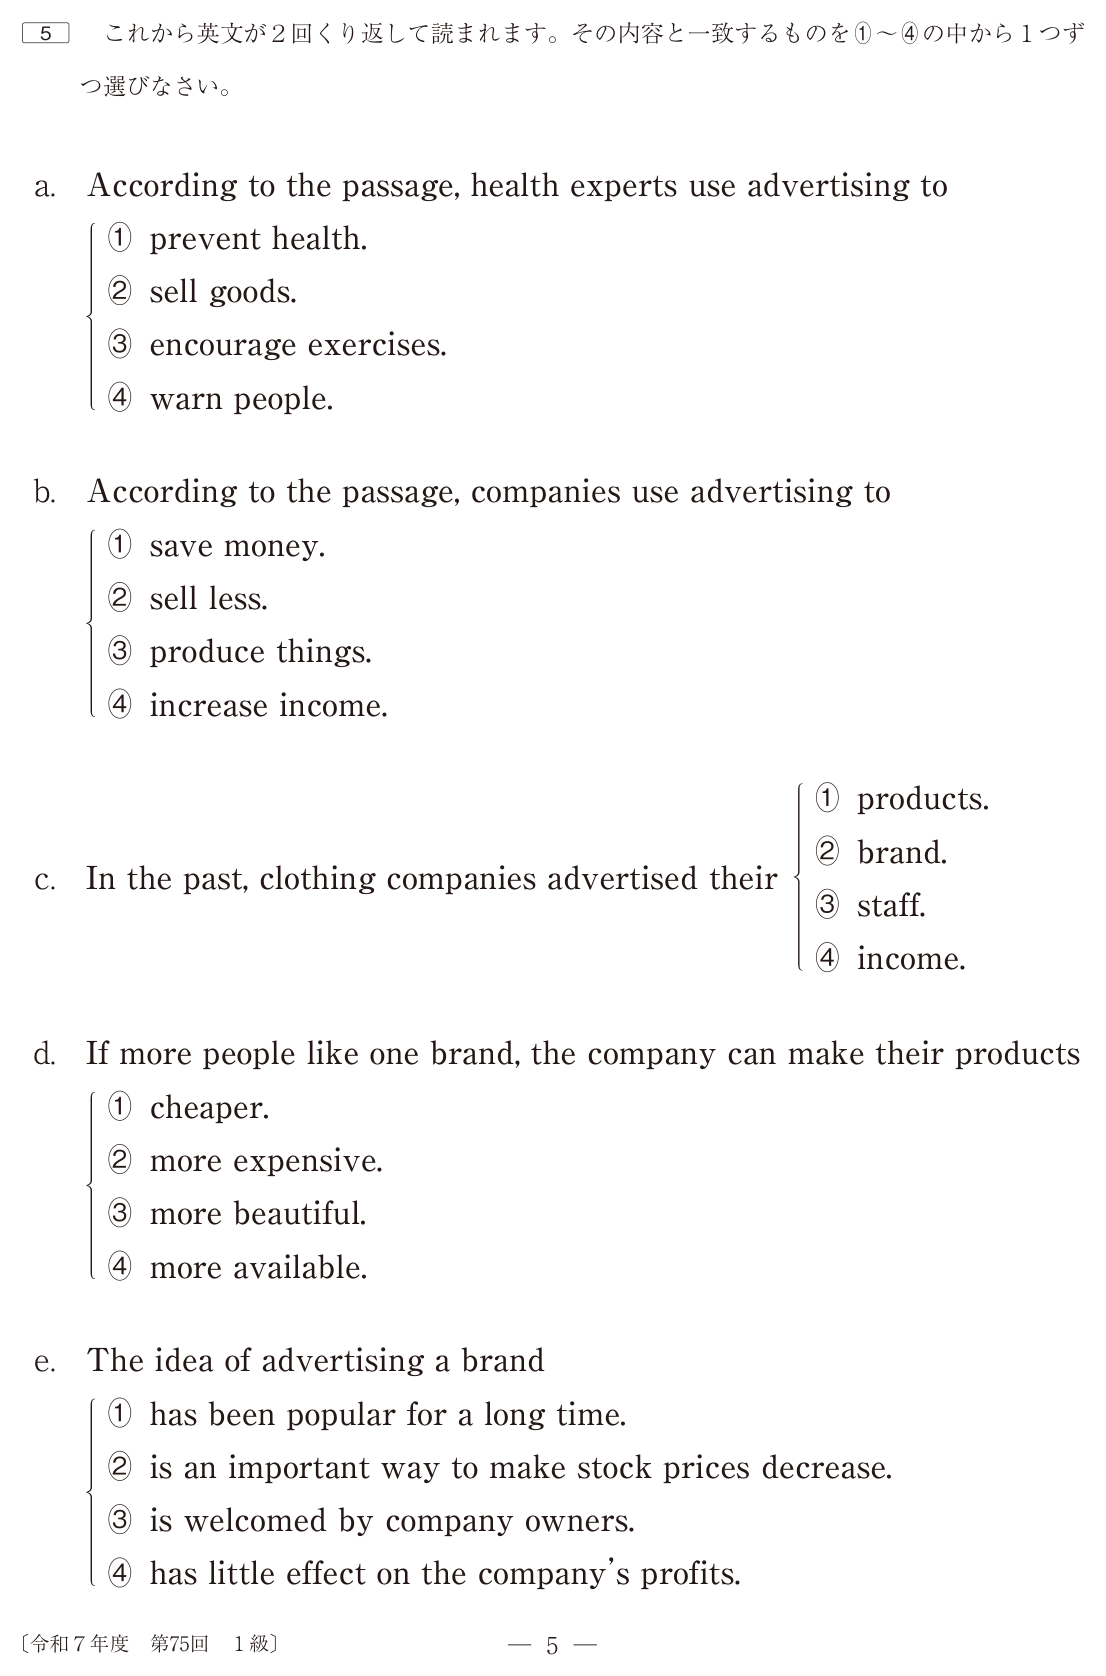 5 これから英文が２回くり返して読まれます。その内容と一致するものを①～④の中から１つず
つ選びなさい。
a. According to the passage, health experts use advertising to
① prevent health.
② sell goods.
③ encourage exercises.
④ warn people.
b. According to the passage, companies use advertising to
① save money.
② sell less.
③ produce things.
④ increase income.
c. In the past, clothing companies advertised their
① products.
② brand.
③ staff.
④ income.
d. If more people like one brand, the company can make their products
① cheaper.
② more expensive.
③ more beautiful.
④ more available.
e. The idea of advertising a brand
① has been popular for a long time.
② is an important way to make stock prices decrease.
③ is welcomed by company owners.
④ has little effect on the company's profits.
〔令和７年度　第75回　１級〕 — 5 —